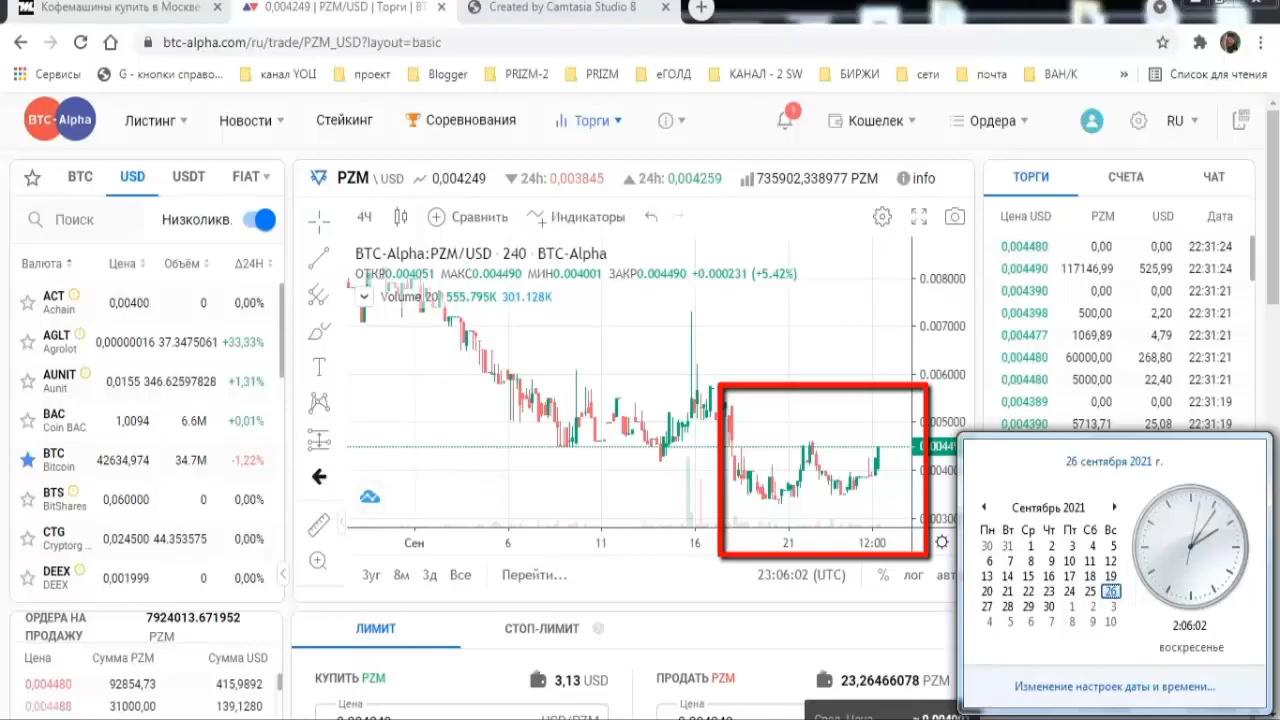 Кофемашины купить в Москве
0,004249 | PZM/USD | Торги | BT
Created by Camtasia Studio 8
btc-alpha.com/ru/trade/PZM_USD?layout=basic
Сервисы
G - кнопки справо...
канал YOLI
проект
Blogger
PRIZM-2
PRIZM
еГОЛД
КАНАЛ - 2 SW
БИРЖИ
сети
почта
ВАН/К
»
Список для чтения
BTC-Alpha
Листинг
Новости
Стейкинг
Соревнования
Торги
1
Кошелек
Ордера
RU
BTC
USD
USDT
FIAT
Поиск
Низколикв.
Валюта
Цена
Объём
Δ24H
ACT
Achain
0,00400
0
0,00%
AGLT
Agrolot
0,00000016
37.3475061
+33,33%
AUNIT
Aunit
0,0155
346.62597828
+1,31%
BAC
Coin BAC
1,0094
6.6M
+0,01%
BTC
Bitcoin
42634,974
34.7M
-1,22%
BTS
BitShares
0,060000
0
0,00%
CTG
Cryptorg ...
0,024500
44.353575
0,00%
DEEX
DEEX
0,001999
0
0,00%
ОРДЕРА НА
ПРОДАЖУ
7924013.671952
PZM
Цена
Сумма PZM
Сумма USD
0,004480
92854,73
415,9892
0,004488
31000,00
139,1280
PZM \ USD
0,004249
24h: 0,003845
24h: 0,004259
735902,338977 PZM
info
4Ч
Сравнить
Индикаторы
BTC-Alpha:PZM/USD · 240 · BTC-Alpha
ОТКР0.004051 МАКС0.004490 МИН0.004001 ЗАКР0.004490 +0.000231 (+5.42%)
Volume 20 555.795K 301.128K
0.008000
0.007000
0.006000
0.005000
0.00449
0.00400
0.00300
Сен
6
11
16
21
12:00
3уг
8м
3д
Все
Перейти...
23:06:02 (UTC)
%
лог
авт
ЛИМИТ
СТОП-ЛИМИТ
КУПИТЬ PZM
3,13 USD
ПРОДАТЬ PZM
23,26466078 PZM
Цена
0,004249
USD/PZM
Цена
ТОРГИ
СЧЕТА
ЧАТ
Цена USD
PZM
USD
Дата
0,004480
0,00
0,00
22:31:24
0,004490
117146,99
525,99
22:31:24
0,004390
0,00
0,00
22:31:21
0,004398
500,00
2,20
22:31:21
0,004477
1069,89
4,79
22:31:21
0,004480
60000,00
268,80
22:31:21
0,004480
5000,00
22,40
22:31:21
0,004389
0,00
0,00
22:31:19
0,004390
5713,71
25,08
22:31:19
26 сентября 2021 г.
Сентябрь 2021
Пн Вт Ср Чт Пт Сб Вс
30 31 1 2 3 4 5
6 7 8 9 10 11 12
13 14 15 16 17 18 19
20 21 22 23 24 25 26
27 28 29 30 1 2 3
4 5 6 7 8 9 10
2:06:02
воскресенье
Изменение настроек даты и времени...